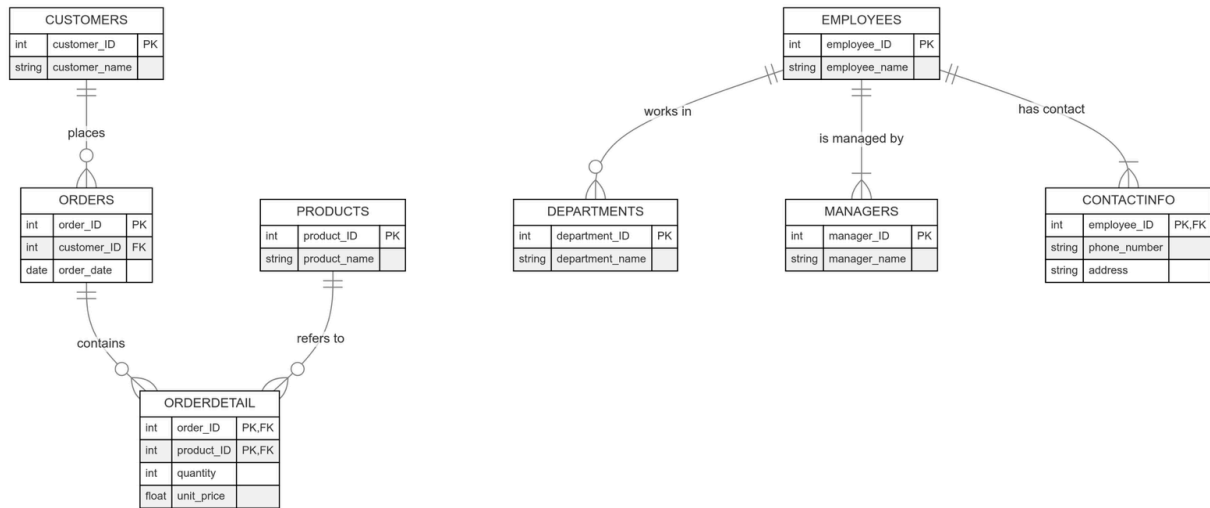 CUSTOMERS
int customer_ID PK
string customer_name
places
ORDERS
int order_ID PK
int customer_ID FK
date order_date
contains
PRODUCTS
int product_ID PK
string product_name
refers to
ORDERDETAIL
int order_ID PK,FK
int product_ID PK,FK
int quantity
float unit_price
EMPLOYEES
int employee_ID PK
string employee_name
works in
is managed by
has contact
DEPARTMENTS
int department_ID PK
string department_name
MANAGERS
int manager_ID PK
string manager_name
CONTACTINFO
int employee_ID PK,FK
string phone_number
string address